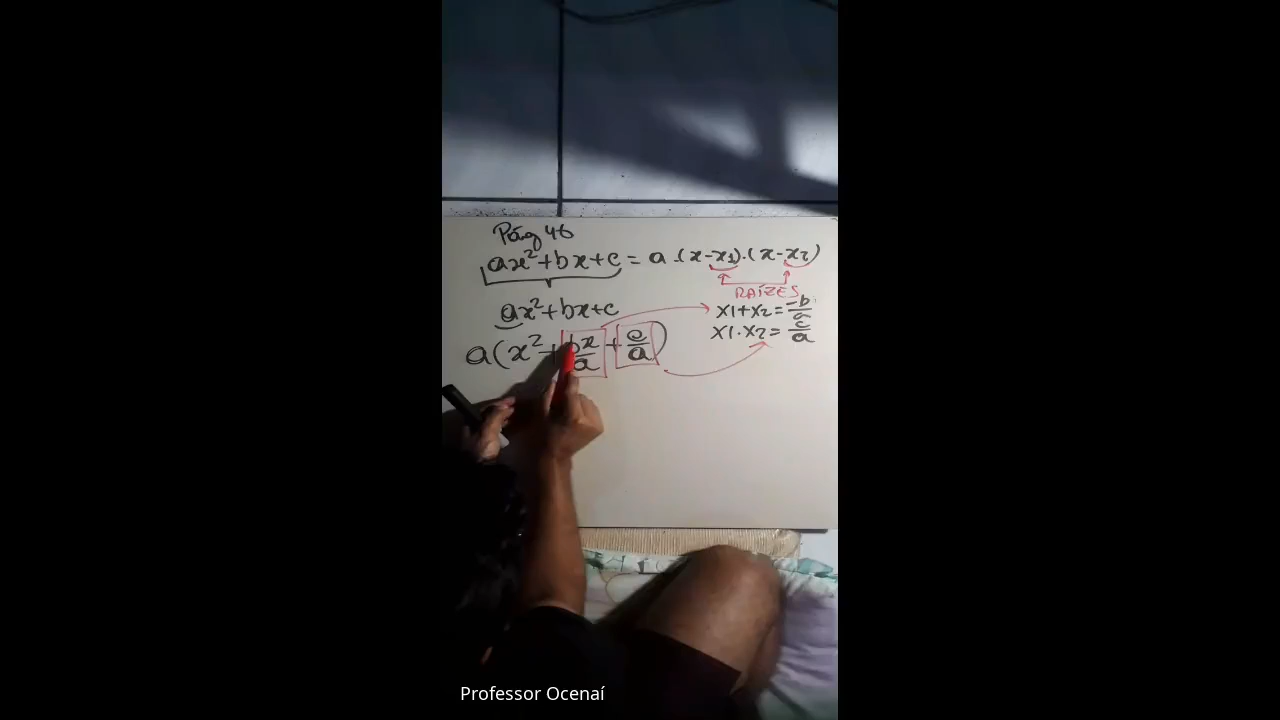 Pág 46
ax²+bx+c = a.(x-x1).(x-x2)
RAÍZES
ax²+bx+c
x1+x2=-b/a
x1.x2=c/a
a(x²+bx/a+c/a)
Professor Ocenaí